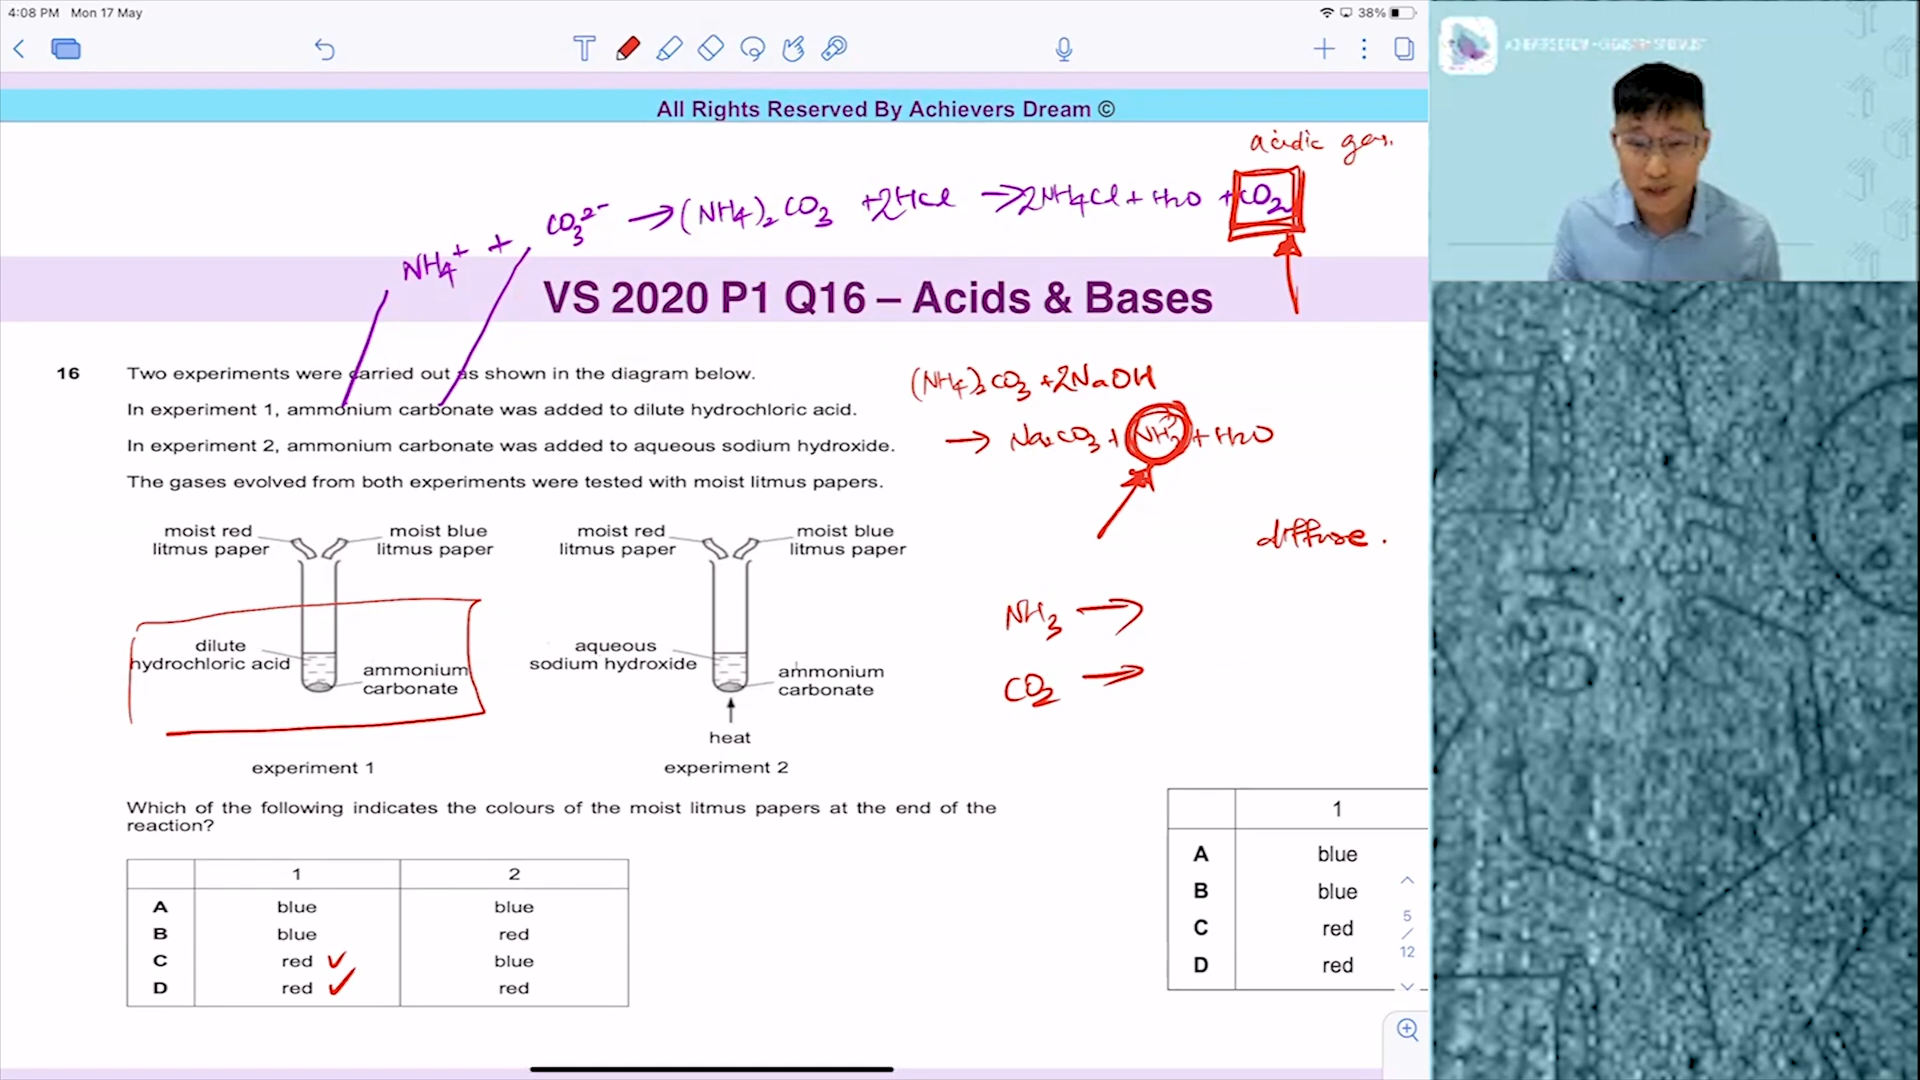 4:08 PM Mon 17 May
38%
All Rights Reserved By Achievers Dream ©
acidic gas.
NH4+ + CO3²⁻ → (NH4)2CO3 +2HCl → 2NH4Cl + H2O + CO2
VS 2020 P1 Q16 – Acids & Bases
16 Two experiments were carried out as shown in the diagram below.
In experiment 1, ammonium carbonate was added to dilute hydrochloric acid.
In experiment 2, ammonium carbonate was added to aqueous sodium hydroxide.
The gases evolved from both experiments were tested with moist litmus papers.
(NH4)2CO3 +2NaOH
→ Na2CO3 + NH3 + H2O
diffuse.
moist red litmus paper
moist blue litmus paper
moist red litmus paper
moist blue litmus paper
NH3 →
CO2 →
dilute hydrochloric acid
ammonium carbonate
aqueous sodium hydroxide
ammonium carbonate
heat
experiment 1
experiment 2
Which of the following indicates the colours of the moist litmus papers at the end of the
reaction?
1 2
A blue blue
B blue red
C red ✓ blue
D red ✓ red
1
A blue
B blue
C red
D red
5
/
12